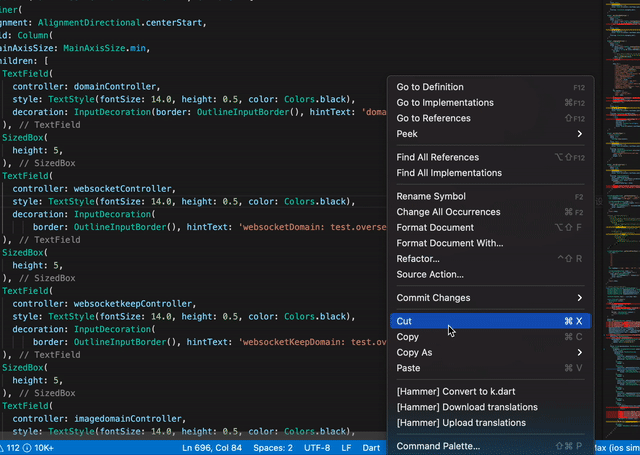 iner(
gnment: AlignmentDirectional.centerStart,
ld: Column(
ainAxisSize: MainAxisSize.min,
hildren: [
TextField(
controller: domainController,
style: TextStyle(fontSize: 14.0, height: 0.5, color: Colors.black),
decoration: InputDecoration(border: OutlineInputBorder(), hintText: 'doma
), // TextField
SizedBox(
height: 5,
), // SizedBox
TextField(
controller: websocketController,
style: TextStyle(fontSize: 14.0, height: 0.5, color: Colors.black),
decoration: InputDecoration(
border: OutlineInputBorder(), hintText: 'websocketDomain: test.overse
), // TextField
SizedBox(
height: 5,
), // SizedBox
TextField(
controller: websocketkeepController,
style: TextStyle(fontSize: 14.0, height: 0.5, color: Colors.black),
decoration: InputDecoration(
border: OutlineInputBorder(), hintText: 'websocketKeepDomain: test.ov
), // TextField
SizedBox(
height: 5,
), // SizedBox
TextField(
controller: imagedomainController,
style: TextStyle(fontSize: 14.0, height: 0.5, color: Colors.black),
Go to Definition F12
Go to Implementations ⌘F12
Go to References ⇧F12
Peek >
Find All References ⌥⇧F12
Find All Implementations
Rename Symbol F2
Change All Occurrences ⌘F2
Format Document ⌥⇧ F
Format Document With...
Refactor... ^⇧ R
Source Action...
Commit Changes >
Cut ⌘ X
Copy ⌘ C
Copy As >
Paste ⌘ V
[Hammer] Convert to k.dart
[Hammer] Download translations
[Hammer] Upload translations
Command Palette... ⇧⌘ P
112 10K+ Ln 696, Col 84 Spaces: 2 UTF-8 LF Dart Max (ios sim